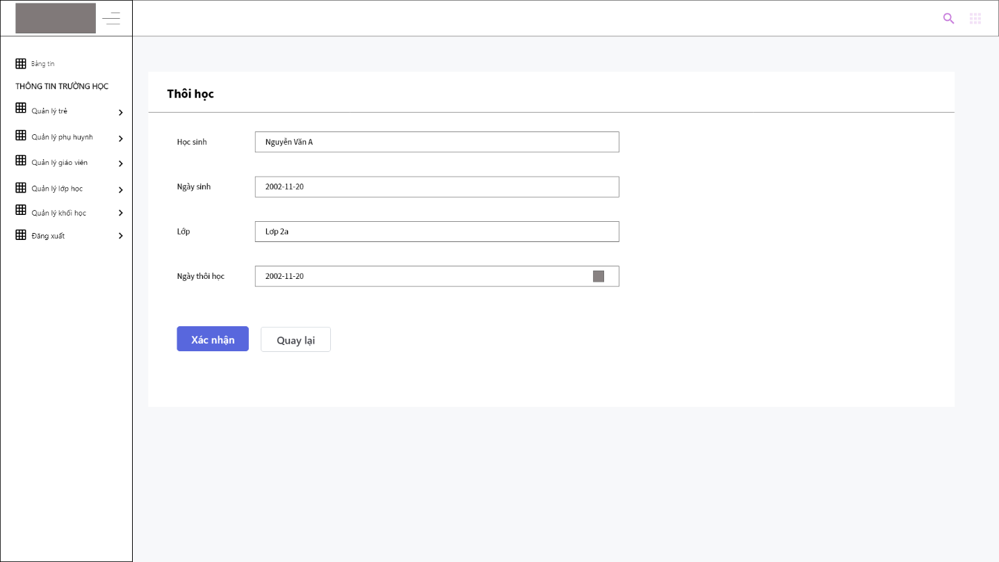 Bảng tin
THÔNG TIN TRƯỜNG HỌC
Quản lý trẻ
Quản lý phụ huynh
Quản lý giáo viên
Quản lý lớp học
Quản lý khối học
Đăng xuất
Thôi học
Học sinh
Nguyễn Văn A
Ngày sinh
2002-11-20
Lớp
Lơp 2a
Ngày thôi học
2002-11-20
Xác nhận
Quay lại